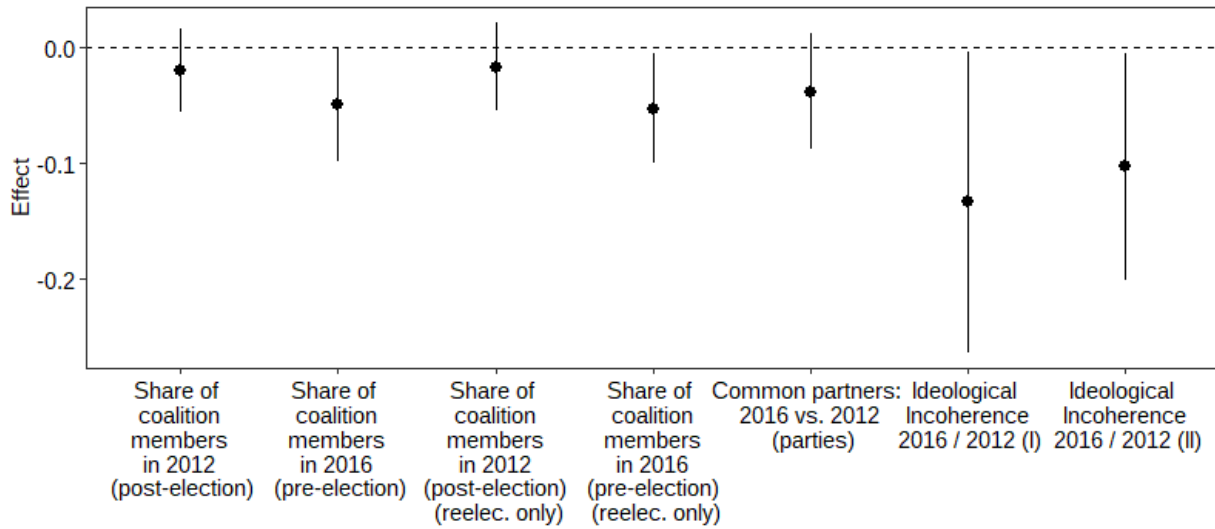 0.0
-0.1
-0.2
Effect
Share of
coalition
members
in 2012
(post-election)
Share of
coalition
members
in 2016
(pre-election)
Share of
coalition
members
in 2012
(post-election)
(reelec. only)
Share of
coalition
members
in 2016
(pre-election)
(reelec. only)
Common partners:
2016 vs. 2012
(parties)
Ideological
Incoherence
2016 / 2012 (I)
Ideological
Incoherence
2016 / 2012 (II)